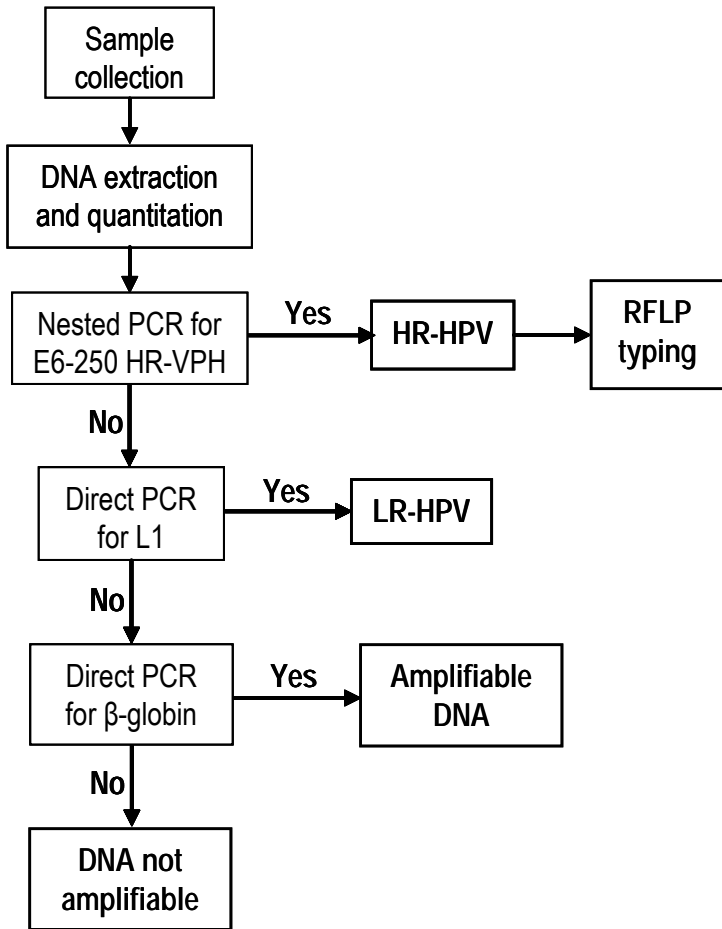 Sample
collection
DNA extraction
and quantitation
Nested PCR for
E6-250 HR-VPH
Yes
HR-HPV
RFLP
typing
No
Direct PCR
for L1
Yes
LR-HPV
No
Direct PCR
for β-globin
Yes
Amplifiable
DNA
No
DNA not
amplifiable